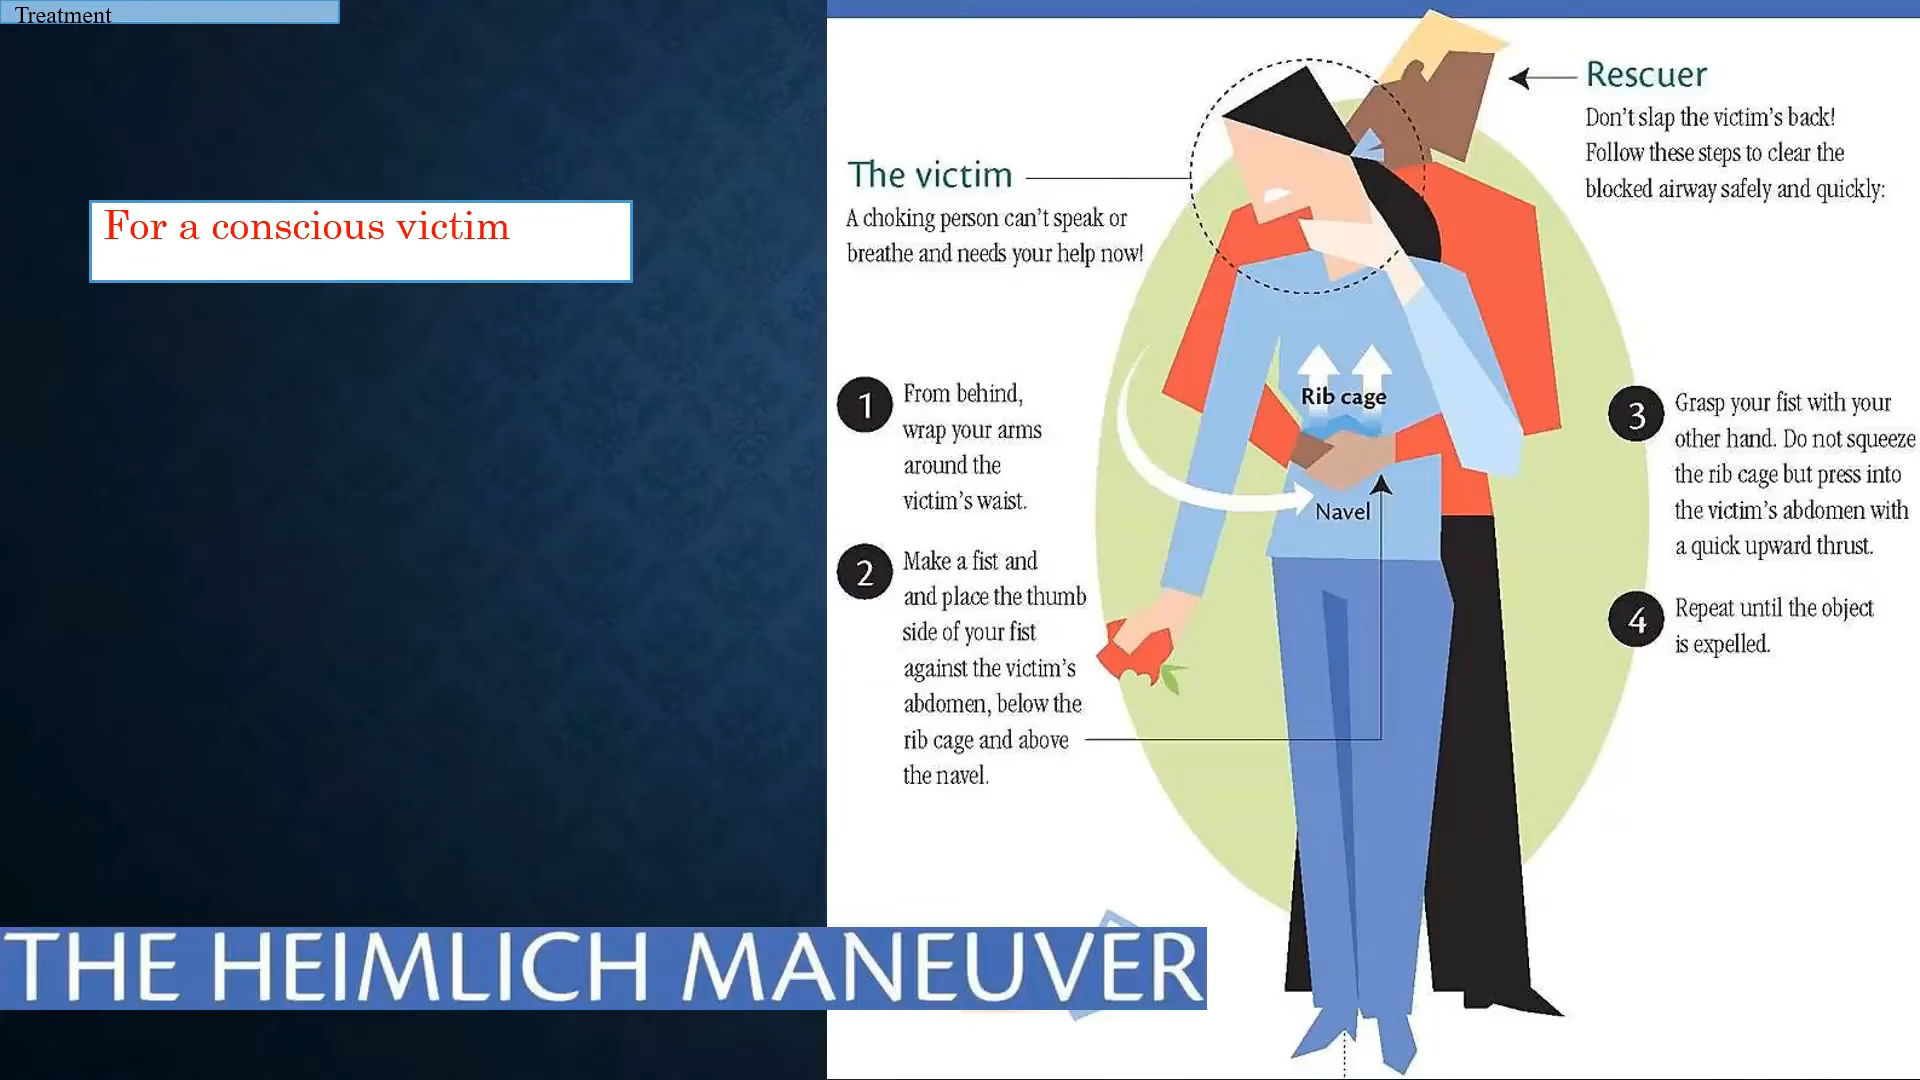 Treatment
For a conscious victim
THE HEIMLICH MANEUVER
Rescuer
Don't slap the victim's back!
Follow these steps to clear the
blocked airway safely and quickly:
The victim
A choking person can't speak or
breathe and needs your help now!
Rib cage
Navel
1
From behind,
wrap your arms
around the
victim's waist.
2
Make a fist and
and place the thumb
side of your fist
against the victim's
abdomen, below the
rib cage and above
the navel.
3
Grasp your fist with your
other hand. Do not squeeze
the rib cage but press into
the victim's abdomen with
a quick upward thrust.
4
Repeat until the object
is expelled.